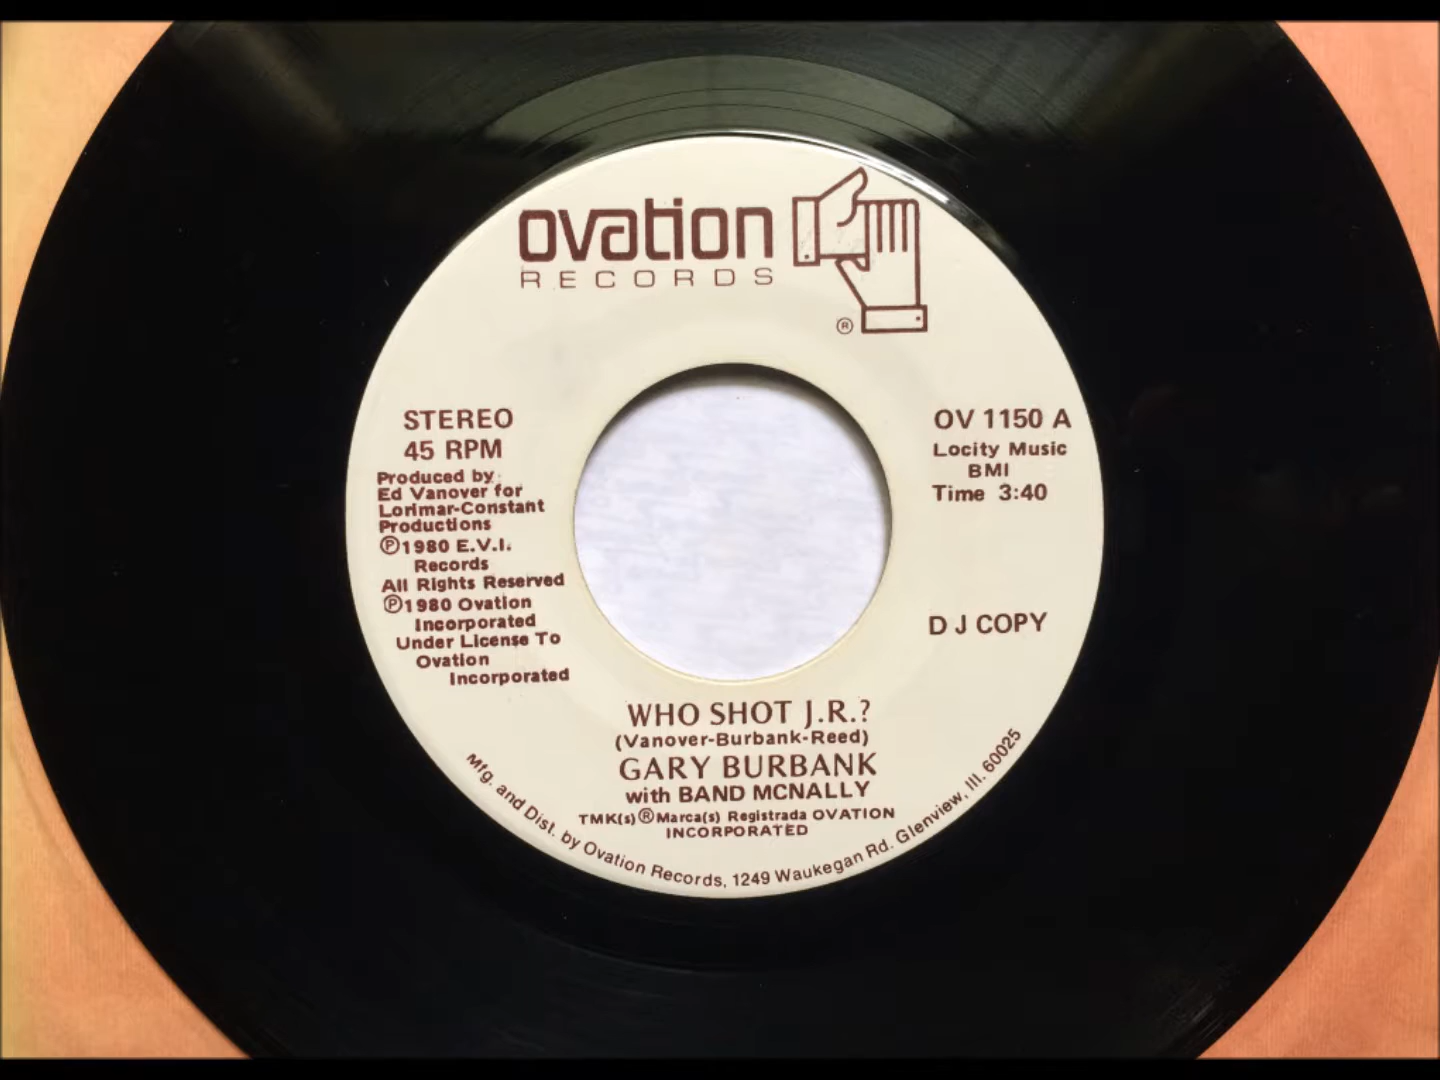 ovation
RECORDS
®
STEREO
45 RPM
Produced by
Ed Vanover for
Lorimar-Constant
Productions
Ⓟ1980 E.V.I.
Records
All Rights Reserved
Ⓟ1980 Ovation
Incorporated
Under License To
Ovation
Incorporated
OV 1150 A
Locity Music
BMI
Time 3:40
D J COPY
WHO SHOT J.R.?
(Vanover-Burbank-Reed)
GARY BURBANK
with BAND MCNALLY
TMK(s)®Marca(s) Registrada OVATION
INCORPORATED
Mfg. and Dist. by Ovation Records, 1249 Waukegan Rd. Glenview, Ill. 60025